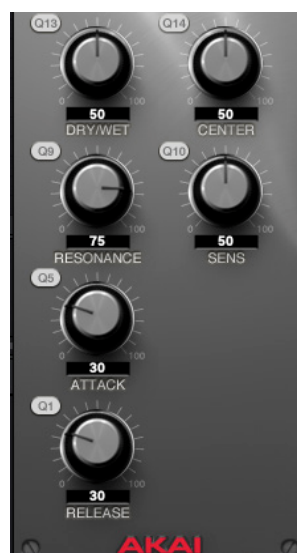 Q13 Q14
0 100 0 100
50 50
DRY/WET CENTER
Q9 Q10
0 100 0 100
75 50
RESONANCE SENS
Q5
0 100
30
ATTACK
Q1
0 100
30
RELEASE
AKAI